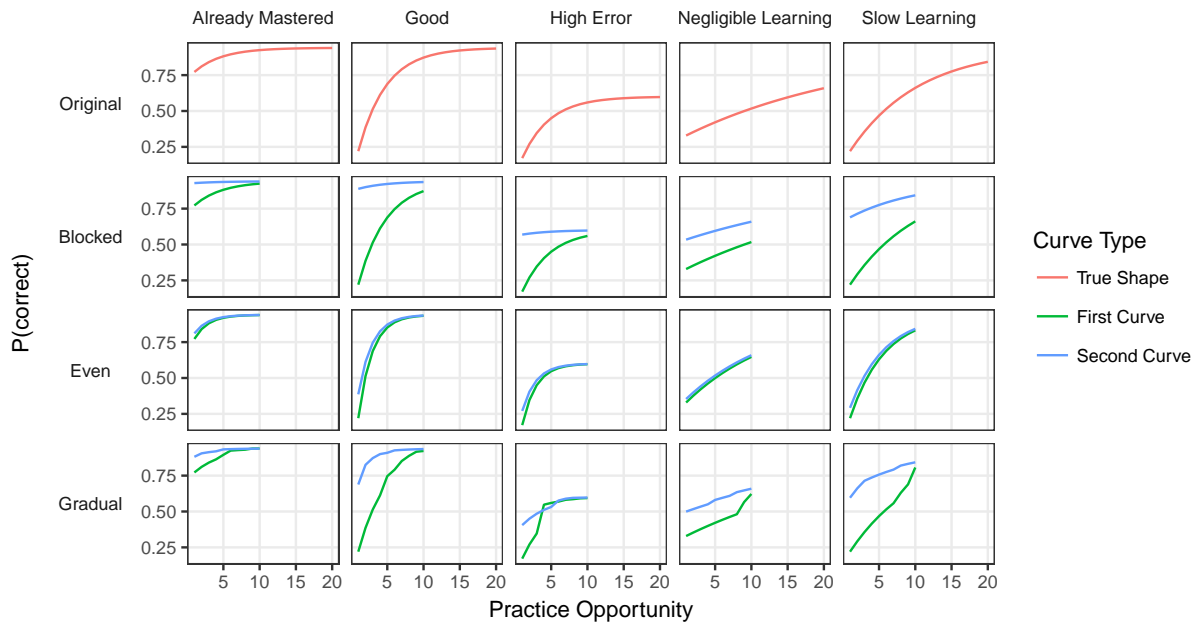 Already Mastered Good High Error Negligible Learning Slow Learning
Original
0.75
0.50
0.25
Blocked
0.75
0.50
0.25
Even
0.75
0.50
0.25
Gradual
0.75
0.50
0.25
5 10 15 20 5 10 15 20 5 10 15 20 5 10 15 20 5 10 15 20
Practice Opportunity
P(correct)
Curve Type
True Shape
First Curve
Second Curve